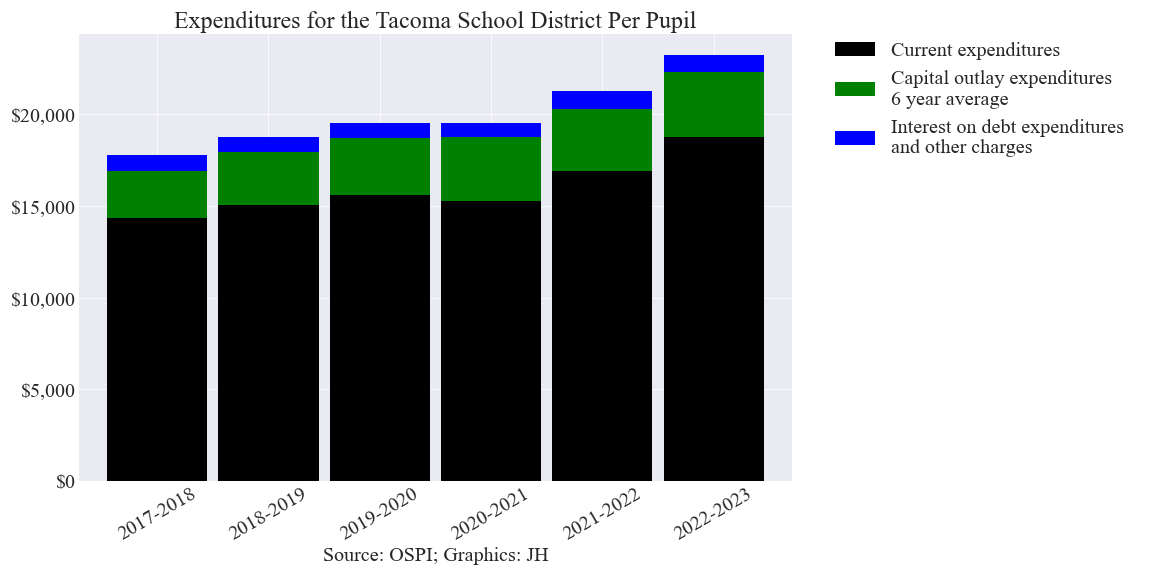 Expenditures for the Tacoma School District Per Pupil
Current expenditures
Capital outlay expenditures
6 year average
Interest on debt expenditures
and other charges
$20,000
$15,000
$10,000
$5,000
$0
2017-2018
2018-2019
2019-2020
2020-2021
2021-2022
2022-2023
Source: OSPI; Graphics: JH